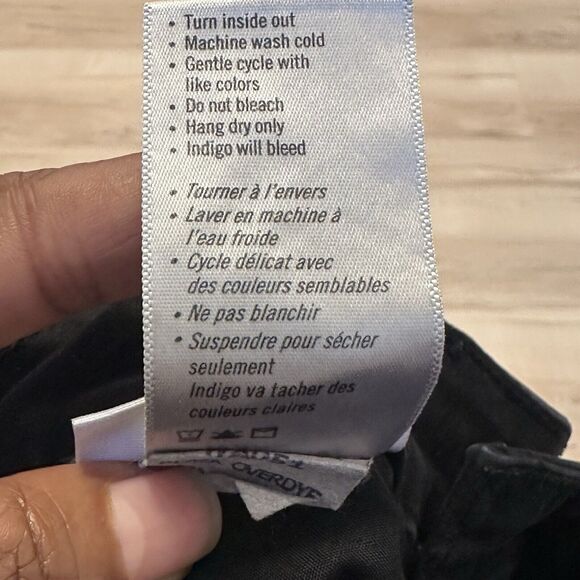 • Turn inside out
• Machine wash cold
• Gentle cycle with
like colors
• Do not bleach
• Hang dry only
• Indigo will bleed
• Tourner à l'envers
• Laver en machine à
l'eau froide
• Cycle délicat avec
des couleurs semblables
• Ne pas blanchir
• Suspendre pour sécher
seulement
Indigo va tacher des
couleurs claires
OVERDYE